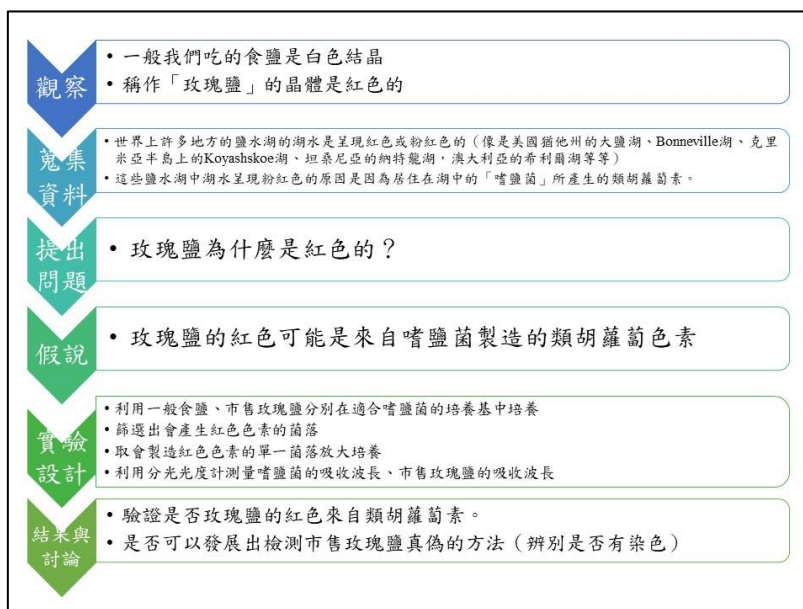 觀察
• 一般我們吃的食鹽是白色結晶
• 稱作「玫瑰鹽」的晶體是紅色的
蒐集
資料
• 世界上許多地方的鹽水湖的湖水是呈現紅色或粉紅色的（像是美國猶他州的大鹽湖、Bonneville湖、克里
米亞半島上的Koyashskoe湖、坦桑尼亞的納特龍湖，澳大利亞的希利爾湖等等）
• 這些鹽水湖中湖水呈現粉紅色的原因是因為居住在湖中的「嗜鹽菌」所產生的類胡蘿蔔素。
提出
問題
• 玫瑰鹽為什麼是紅色的？
假說
• 玫瑰鹽的紅色可能是來自嗜鹽菌製造的類胡蘿蔔色素
實驗
設計
• 利用一般食鹽、市售玫瑰鹽分別在適合嗜鹽菌的培養基中培養
• 篩選出會產生紅色色素的菌落
• 取會製造紅色色素的單一菌落放大培養
• 利用分光光度計測量嗜鹽菌的吸收波長、市售玫瑰鹽的吸收波長
結果與
討論
• 驗證是否玫瑰鹽的紅色來自類胡蘿蔔素。
• 是否可以發展出檢測市售玫瑰鹽真偽的方法（辨別是否有染色）